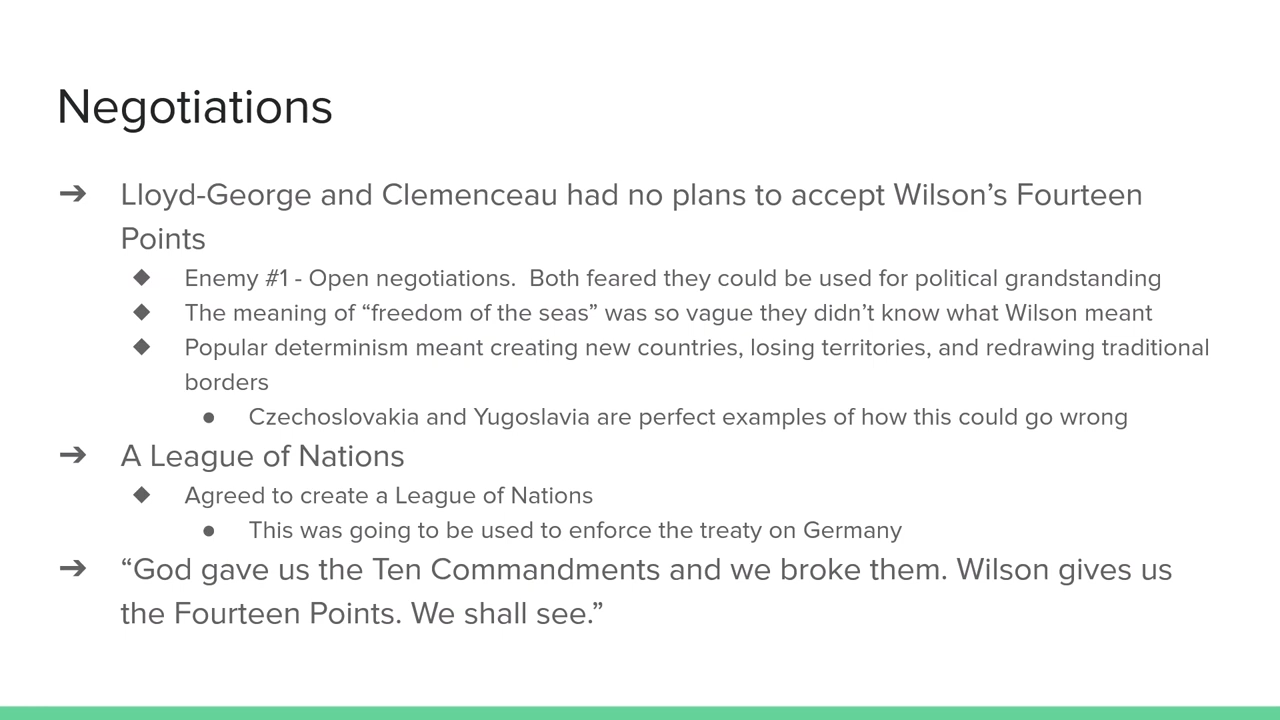 Negotiations
➔ Lloyd-George and Clemenceau had no plans to accept Wilson’s Fourteen
Points
◆ Enemy #1 - Open negotiations.  Both feared they could be used for political grandstanding
◆ The meaning of “freedom of the seas” was so vague they didn’t know what Wilson meant
◆ Popular determinism meant creating new countries, losing territories, and redrawing traditional
borders
● Czechoslovakia and Yugoslavia are perfect examples of how this could go wrong
➔ A League of Nations
◆ Agreed to create a League of Nations
● This was going to be used to enforce the treaty on Germany
➔ “God gave us the Ten Commandments and we broke them. Wilson gives us
the Fourteen Points. We shall see.”